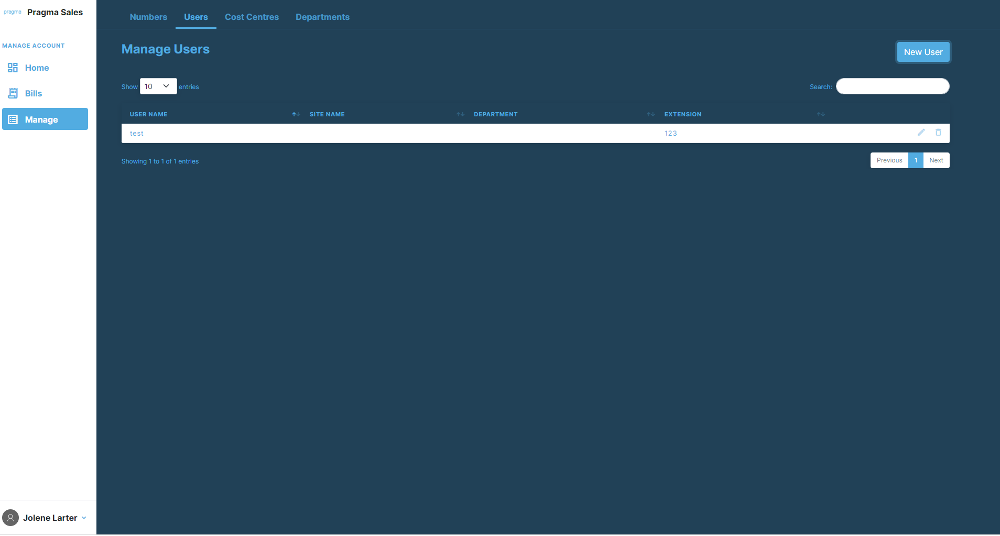 pragma Pragma Sales
MANAGE ACCOUNT
Home
Bills
Manage
Jolene Larter
Numbers Users Cost Centres Departments
Manage Users
New User
Show 10 entries
Search:
USER NAME SITE NAME DEPARTMENT EXTENSION
test 123
Showing 1 to 1 of 1 entries
Previous 1 Next